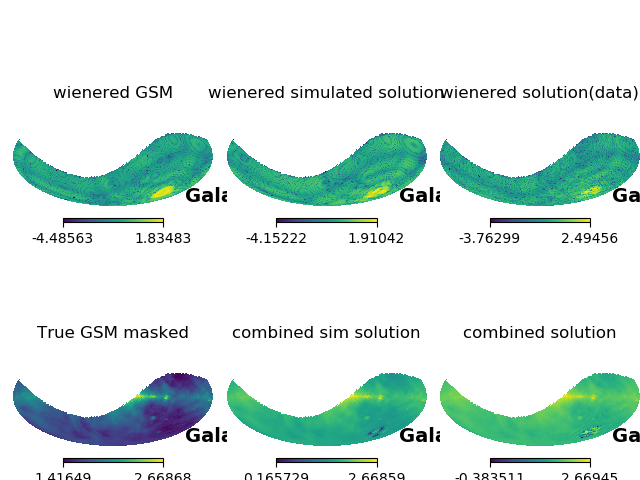 wienered GSM
wienered simulated solution
wienered solution(data)
Gala
Gala
Ga
-4.48563 1.83483
-4.15222 1.91042
-3.76299 2.49456
True GSM masked
combined sim solution
combined solution
Gala
Gala
Ga
1.41649 2.66868
0.165729 2.66859
-0.383511 2.66945